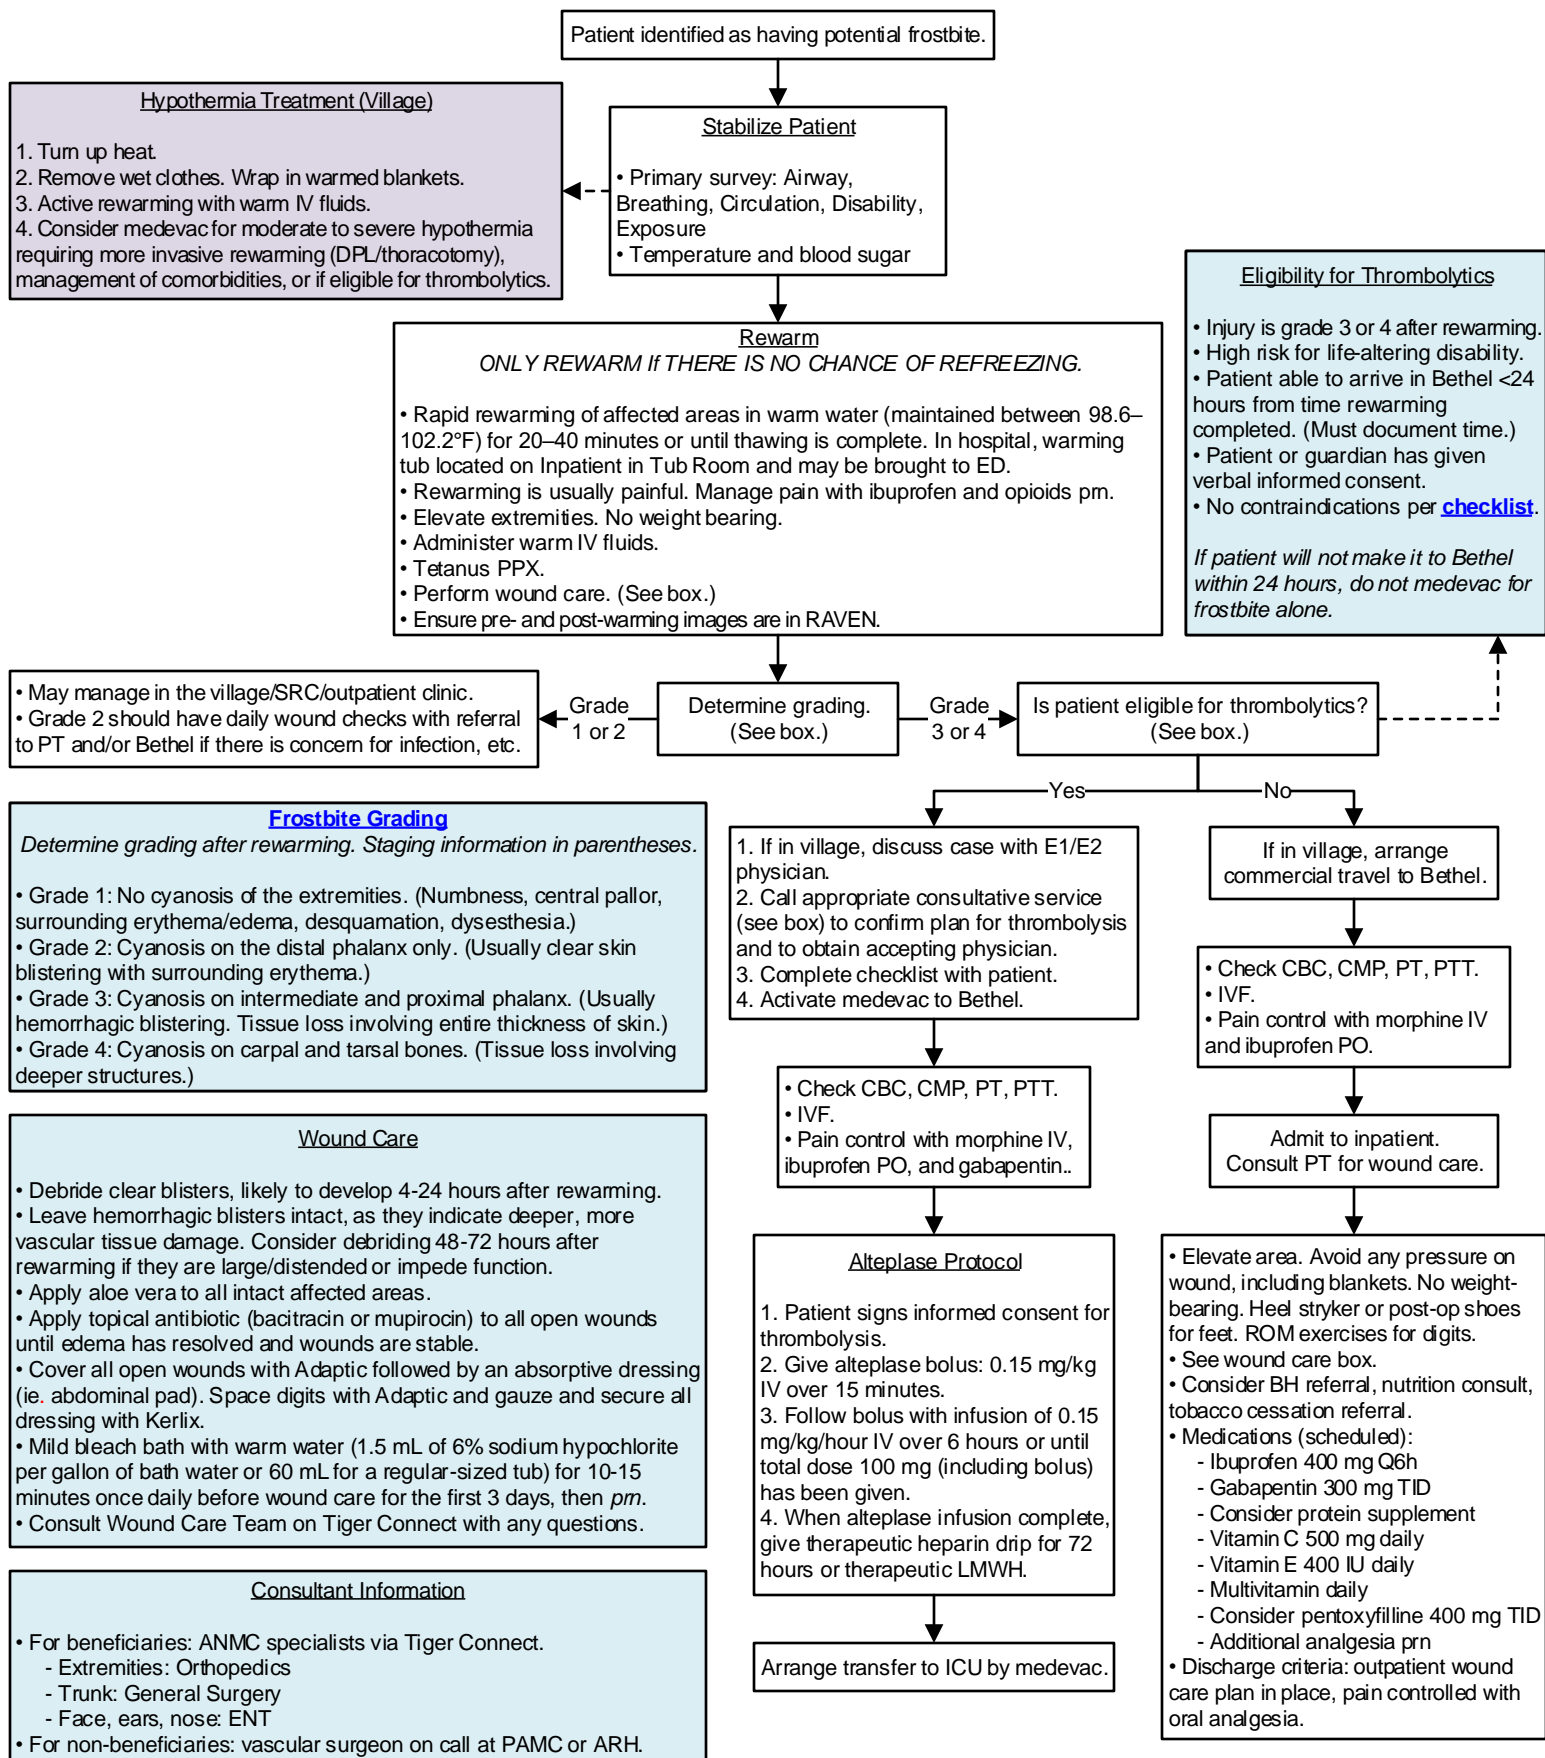 Patient identified as having potential frostbite.
Hypothermia Treatment (Village)
1. Turn up heat.
2. Remove wet clothes. Wrap in warmed blankets.
3. Active rewarming with warm IV fluids.
4. Consider medevac for moderate to severe hypothermia
requiring more invasive rewarming (DPL/thoracotomy),
management of comorbidities, or if eligible for thrombolytics.
Stabilize Patient
• Primary survey: Airway,
Breathing, Circulation, Disability,
Exposure
• Temperature and blood sugar
Eligibility for Thrombolytics
• Injury is grade 3 or 4 after rewarming.
• High risk for life-altering disability.
• Patient able to arrive in Bethel <24
hours from time rewarming
completed. (Must document time.)
• Patient or guardian has given
verbal informed consent.
• No contraindications per checklist.
If patient will not make it to Bethel
within 24 hours, do not medevac for
frostbite alone.
Rewarm
ONLY REWARM If THERE IS NO CHANCE OF REFREEZING.
• Rapid rewarming of affected areas in warm water (maintained between 98.6–
102.2°F) for 20–40 minutes or until thawing is complete. In hospital, warming
tub located on Inpatient in Tub Room and may be brought to ED.
• Rewarming is usually painful. Manage pain with ibuprofen and opioids prn.
• Elevate extremities. No weight bearing.
• Administer warm IV fluids.
• Tetanus PPX.
• Perform wound care. (See box.)
• Ensure pre- and post-warming images are in RAVEN.
• May manage in the village/SRC/outpatient clinic.
• Grade 2 should have daily wound checks with referral
to PT and/or Bethel if there is concern for infection, etc.
Grade
1 or 2
Determine grading.
(See box.)
Grade
3 or 4
Is patient eligible for thrombolytics?
(See box.)
Yes
No
Frostbite Grading
Determine grading after rewarming. Staging information in parentheses.
• Grade 1: No cyanosis of the extremities. (Numbness, central pallor,
surrounding erythema/edema, desquamation, dysesthesia.)
• Grade 2: Cyanosis on the distal phalanx only. (Usually clear skin
blistering with surrounding erythema.)
• Grade 3: Cyanosis on intermediate and proximal phalanx. (Usually
hemorrhagic blistering. Tissue loss involving entire thickness of skin.)
• Grade 4: Cyanosis on carpal and tarsal bones. (Tissue loss involving
deeper structures.)
1. If in village, discuss case with E1/E2
physician.
2. Call appropriate consultative service
(see box) to confirm plan for thrombolysis
and to obtain accepting physician.
3. Complete checklist with patient.
4. Activate medevac to Bethel.
If in village, arrange
commercial travel to Bethel.
• Check CBC, CMP, PT, PTT.
• IVF.
• Pain control with morphine IV
and ibuprofen PO.
• Check CBC, CMP, PT, PTT.
• IVF.
• Pain control with morphine IV,
ibuprofen PO, and gabapentin..
Admit to inpatient.
Consult PT for wound care.
Wound Care
• Debride clear blisters, likely to develop 4-24 hours after rewarming.
• Leave hemorrhagic blisters intact, as they indicate deeper, more
vascular tissue damage. Consider debriding 48-72 hours after
rewarming if they are large/distended or impede function.
• Apply aloe vera to all intact affected areas.
• Apply topical antibiotic (bacitracin or mupirocin) to all open wounds
until edema has resolved and wounds are stable.
• Cover all open wounds with Adaptic followed by an absorptive dressing
(ie. abdominal pad). Space digits with Adaptic and gauze and secure all
dressing with Kerlix.
• Mild bleach bath with warm water (1.5 mL of 6% sodium hypochlorite
per gallon of bath water or 60 mL for a regular-sized tub) for 10-15
minutes once daily before wound care for the first 3 days, then prn.
• Consult Wound Care Team on Tiger Connect with any questions.
Alteplase Protocol
1. Patient signs informed consent for
thrombolysis.
2. Give alteplase bolus: 0.15 mg/kg
IV over 15 minutes.
3. Follow bolus with infusion of 0.15
mg/kg/hour IV over 6 hours or until
total dose 100 mg (including bolus)
has been given.
4. When alteplase infusion complete,
give therapeutic heparin drip for 72
hours or therapeutic LMWH.
Arrange transfer to ICU by medevac.
• Elevate area. Avoid any pressure on
wound, including blankets. No weight-
bearing. Heel stryker or post-op shoes
for feet. ROM exercises for digits.
• See wound care box.
• Consider BH referral, nutrition consult,
tobacco cessation referral.
• Medications (scheduled):
- Ibuprofen 400 mg Q6h
- Gabapentin 300 mg TID
- Consider protein supplement
- Vitamin C 500 mg daily
- Vitamin E 400 IU daily
- Multivitamin daily
- Consider pentoxyfilline 400 mg TID
- Additional analgesia prn
• Discharge criteria: outpatient wound
care plan in place, pain controlled with
oral analgesia.
Consultant Information
• For beneficiaries: ANMC specialists via Tiger Connect.
- Extremities: Orthopedics
- Trunk: General Surgery
- Face, ears, nose: ENT
• For non-beneficiaries: vascular surgeon on call at PAMC or ARH.